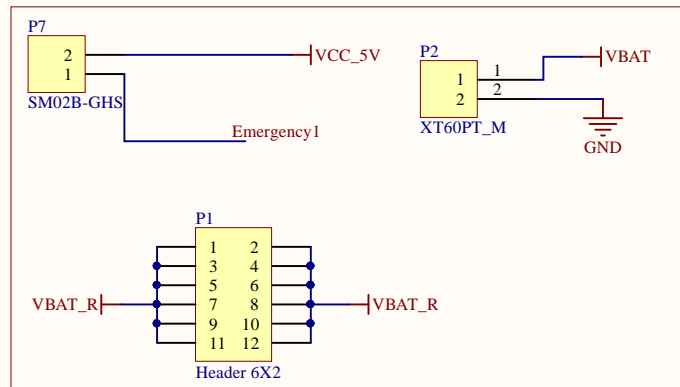 P7
2
1
SM02B-GHS
VCC_5V
Emergency1
P2
1
2
1
2
XT60PT_M
VBAT
GND
P1
1 2
3 4
5 6
7 8
9 10
11 12
VBAT_R
VBAT_R
Header 6X2